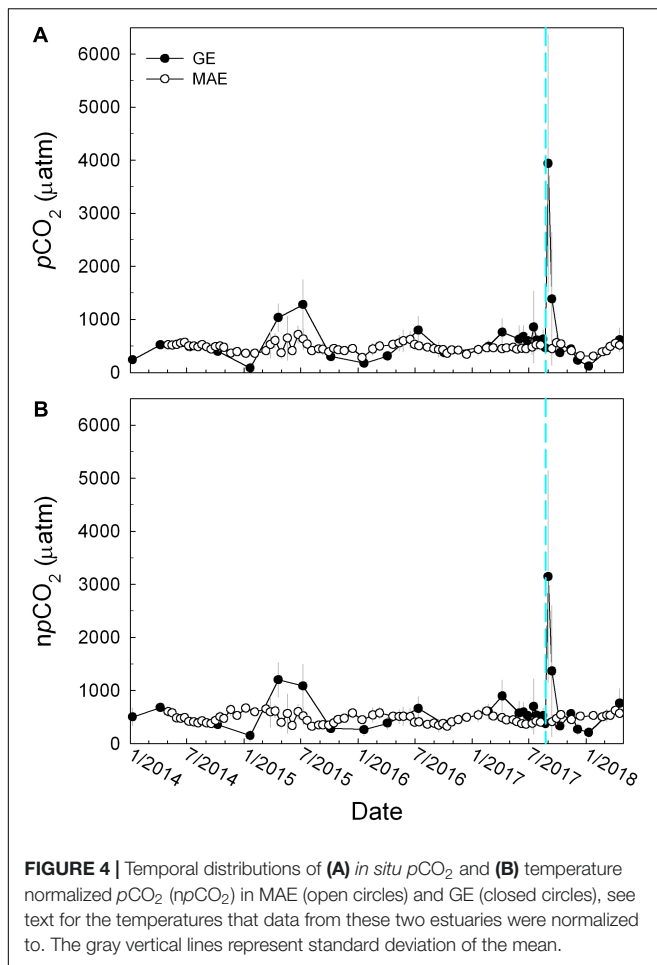 A
6000
5000
4000
3000
2000
1000
0
pCO₂ (µatm)
GE
MAE
B
6000
5000
4000
3000
2000
1000
0
npCO₂ (µatm)
1/2014
7/2014
1/2015
7/2015
1/2016
7/2016
1/2017
7/2017
1/2018
Date
FIGURE 4 | Temporal distributions of (A) in situ pCO₂ and (B) temperature
normalized pCO₂ (npCO₂) in MAE (open circles) and GE (closed circles), see
text for the temperatures that data from these two estuaries were normalized
to. The gray vertical lines represent standard deviation of the mean.